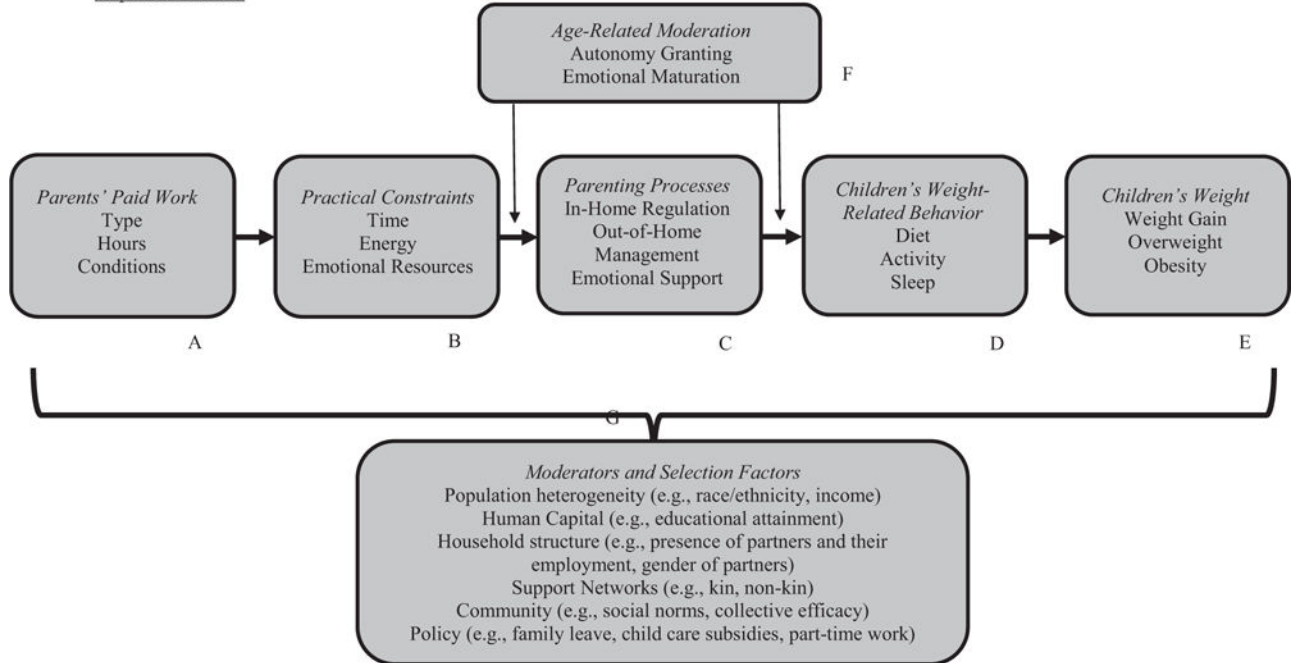 Age-Related Moderation
Autonomy Granting
Emotional Maturation
F
Parents' Paid Work
Type
Hours
Conditions
A
Practical Constraints
Time
Energy
Emotional Resources
B
Parenting Processes
In-Home Regulation
Out-of-Home
Management
Emotional Support
C
Children's Weight-
Related Behavior
Diet
Activity
Sleep
D
Children's Weight
Weight Gain
Overweight
Obesity
E
G
Moderators and Selection Factors
Population heterogeneity (e.g., race/ethnicity, income)
Human Capital (e.g., educational attainment)
Household structure (e.g., presence of partners and their
employment, gender of partners)
Support Networks (e.g., kin, non-kin)
Community (e.g., social norms, collective efficacy)
Policy (e.g., family leave, child care subsidies, part-time work)